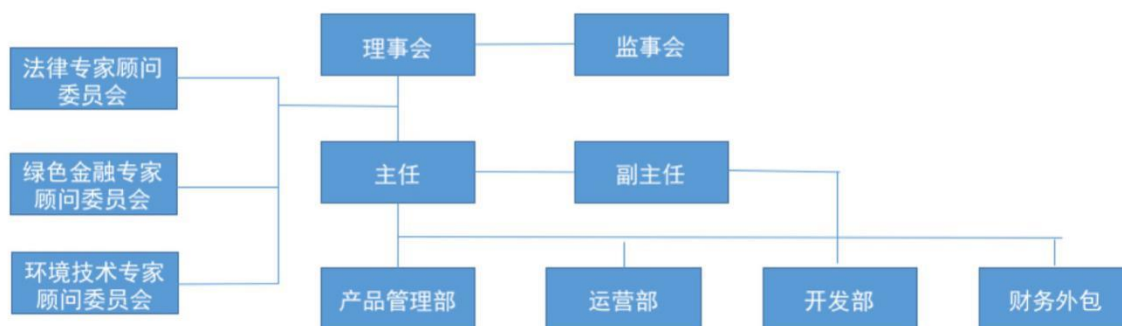 理事会
监事会
法律专家顾问
委员会
主任
副主任
绿色金融专家
顾问委员会
环境技术专家
顾问委员会
产品管理部
运营部
开发部
财务外包